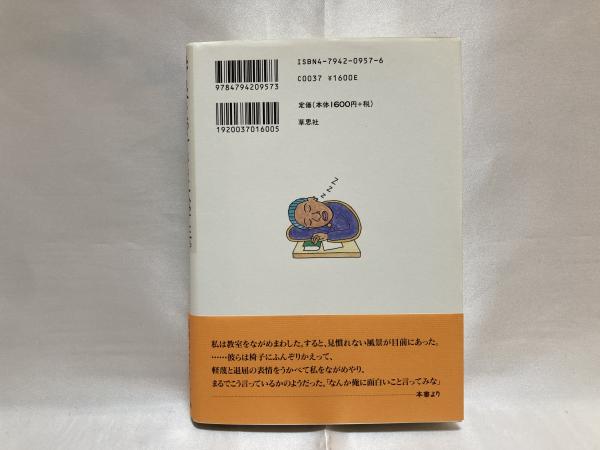 ISBN4-7942-0957-6
C0037 ¥1600E
9784794209573
定価(本体1600円+税)
草思社
1920037016005
ZZZZ
私は教室をながめまわした。すると、見慣れない風景が目前にあった。
……彼らは椅子にふんぞりかえって、
軽蔑と退屈の表情をうかべて私をながめやり、
まるでこう言っているかのようだった。「なんか俺に面白いこと言ってみな」
本書より